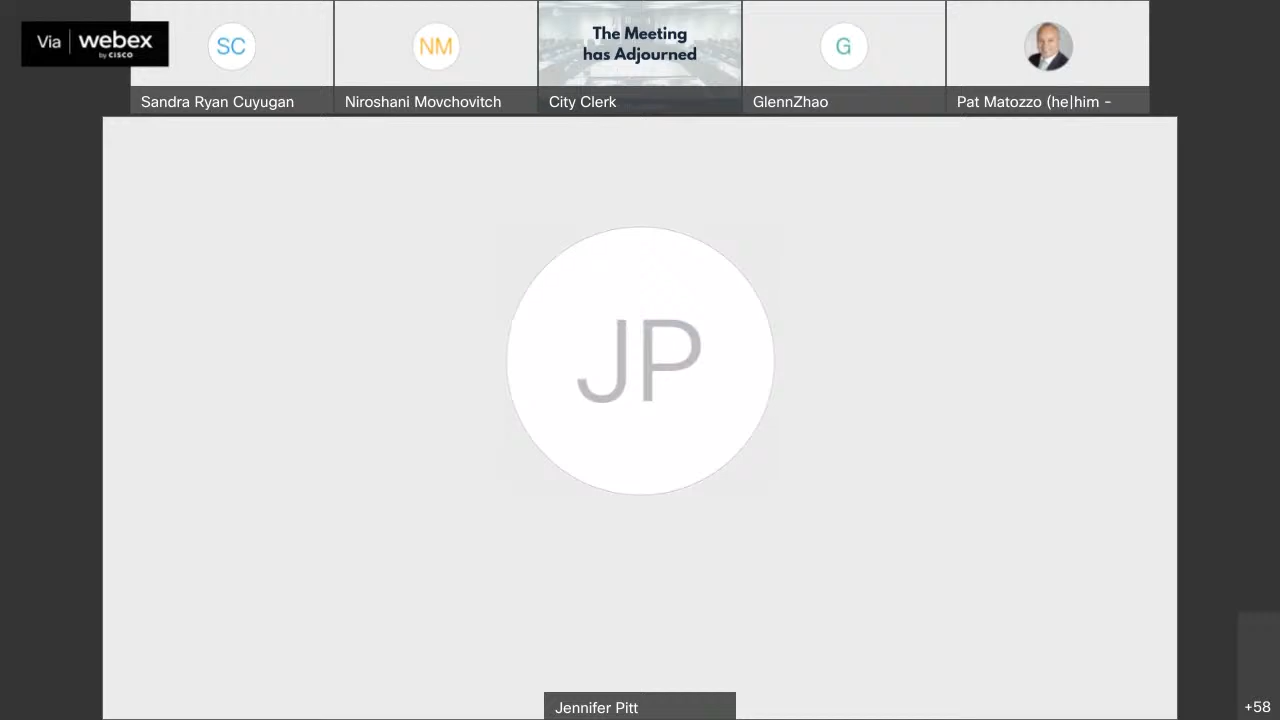 Via webex
by CISCO
SC
NM
The Meeting
has Adjourned
G
Sandra Ryan Cuyugan
Niroshani Movchovitch
City Clerk
GlennZhao
Pat Matozzo (he|him -
JP
Jennifer Pitt
+58